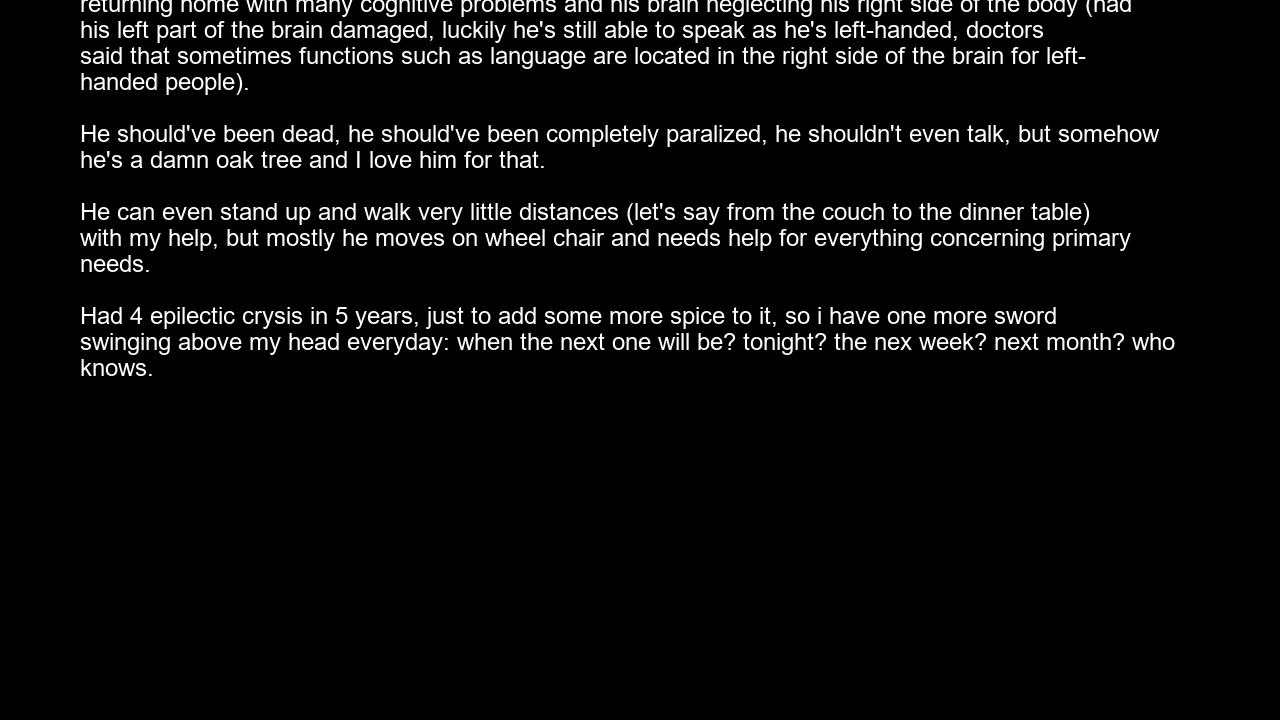 returning home with many cognitive problems and his brain neglecting his right side of the body (had
his left part of the brain damaged, luckily he's still able to speak as he's left-handed, doctors
said that sometimes functions such as language are located in the right side of the brain for left-
handed people).
He should've been dead, he should've been completely paralized, he shouldn't even talk, but somehow
he's a damn oak tree and I love him for that.
He can even stand up and walk very little distances (let's say from the couch to the dinner table)
with my help, but mostly he moves on wheel chair and needs help for everything concerning primary
needs.
Had 4 epilectic crysis in 5 years, just to add some more spice to it, so i have one more sword
swinging above my head everyday: when the next one will be? tonight? the nex week? next month? who
knows.